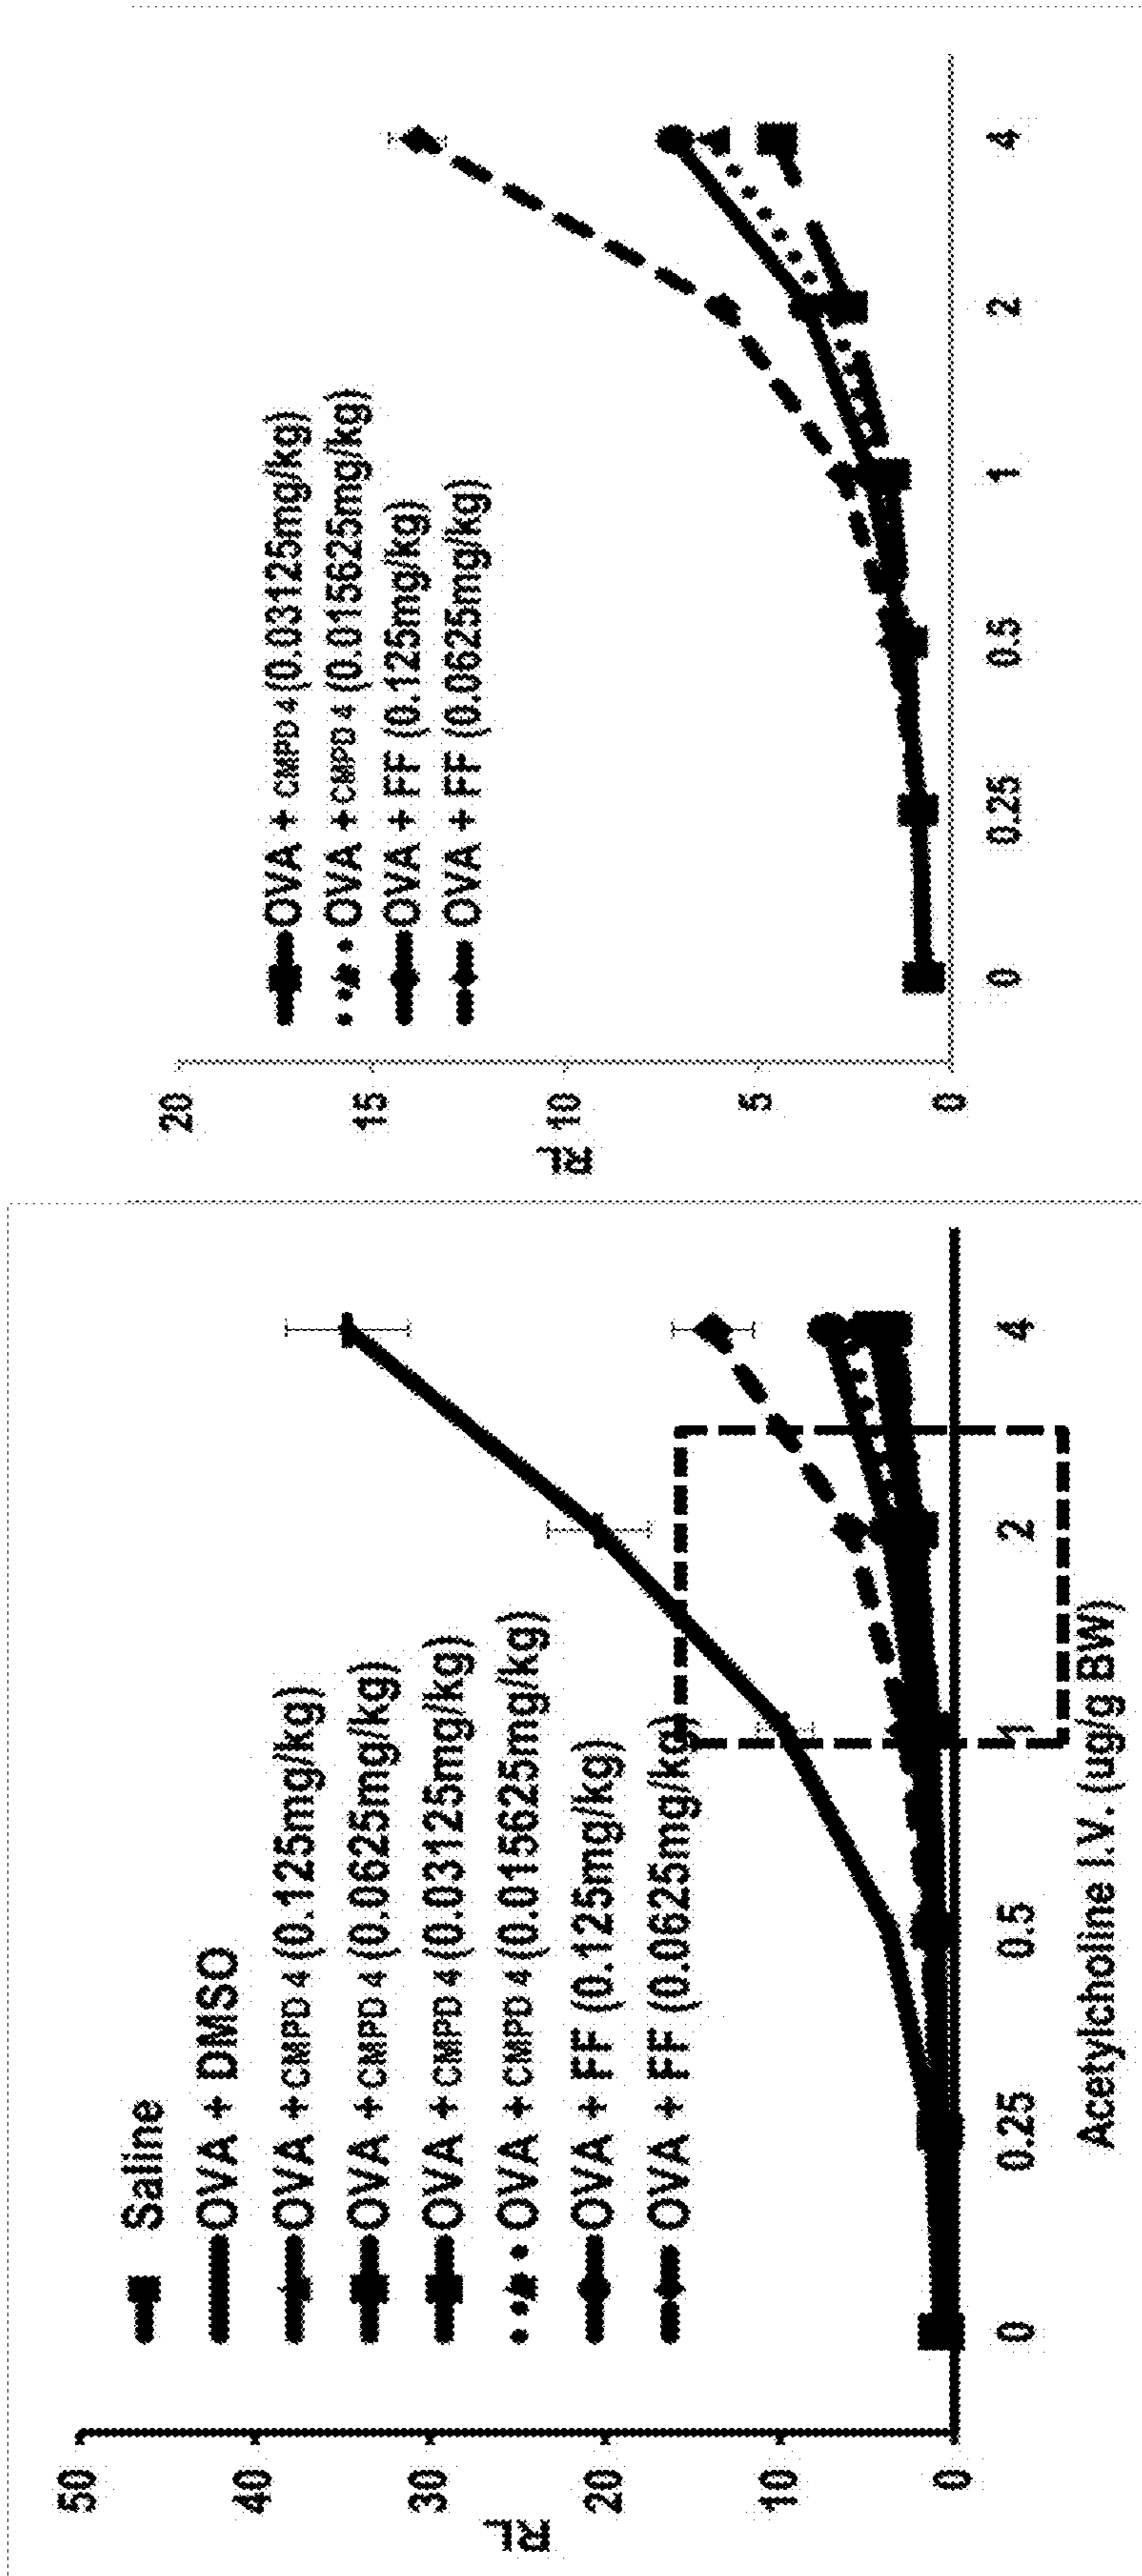 Saline
OVA + DMSO
OVA + CMPD 4 (0.125mg/kg)
OVA + CMPD 4 (0.0625mg/kg)
OVA + CMPD 4 (0.03125mg/kg)
OVA + CMPD 4 (0.015625mg/kg)
OVA + FF (0.125mg/kg)
OVA + FF (0.0625mg/kg)
50
40
30
20
10
0
RL
0 0.25 0.5 1 2 4
Acetylcholine I.V. (ug/g BW)
OVA + CMPD 4 (0.03125mg/kg)
OVA + CMPD 4 (0.015625mg/kg)
OVA + FF (0.125mg/kg)
OVA + FF (0.0625mg/kg)
20
15
10
5
0
RL
0 0.25 0.5 1 2 4